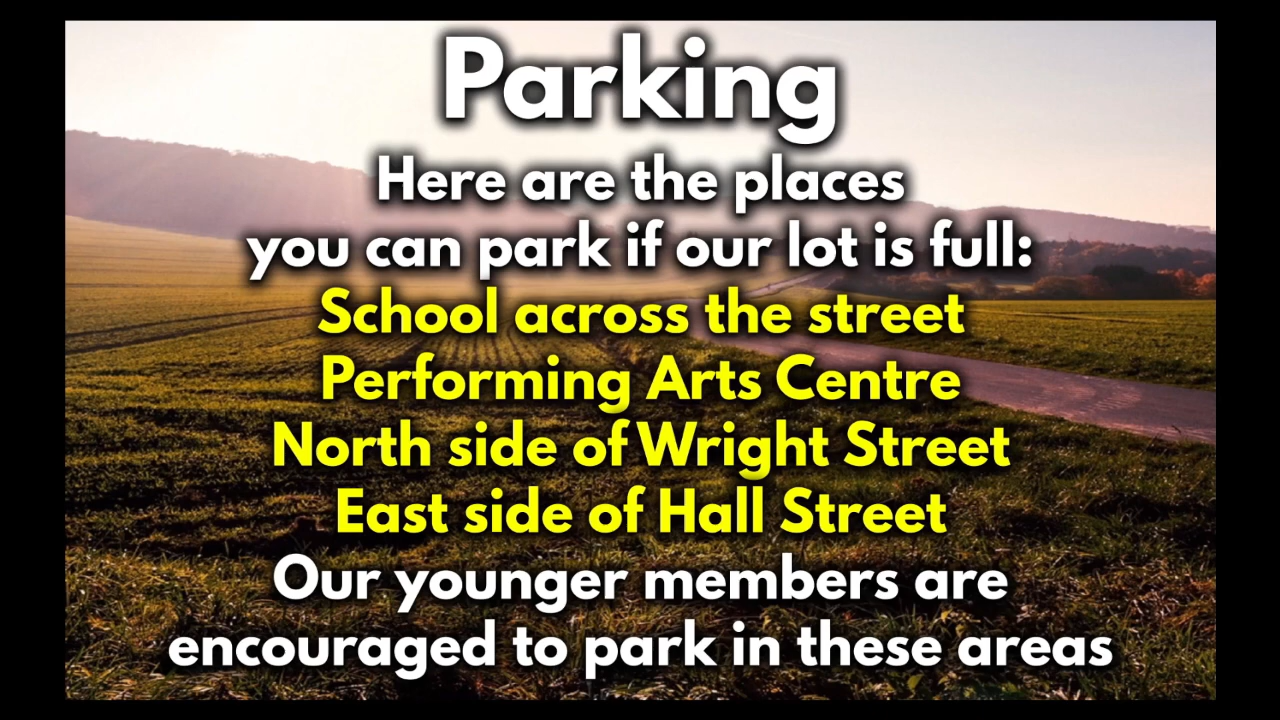 Parking
Here are the places
you can park if our lot is full:
School across the street
Performing Arts Centre
North side of Wright Street
East side of Hall Street
Our younger members are
encouraged to park in these areas